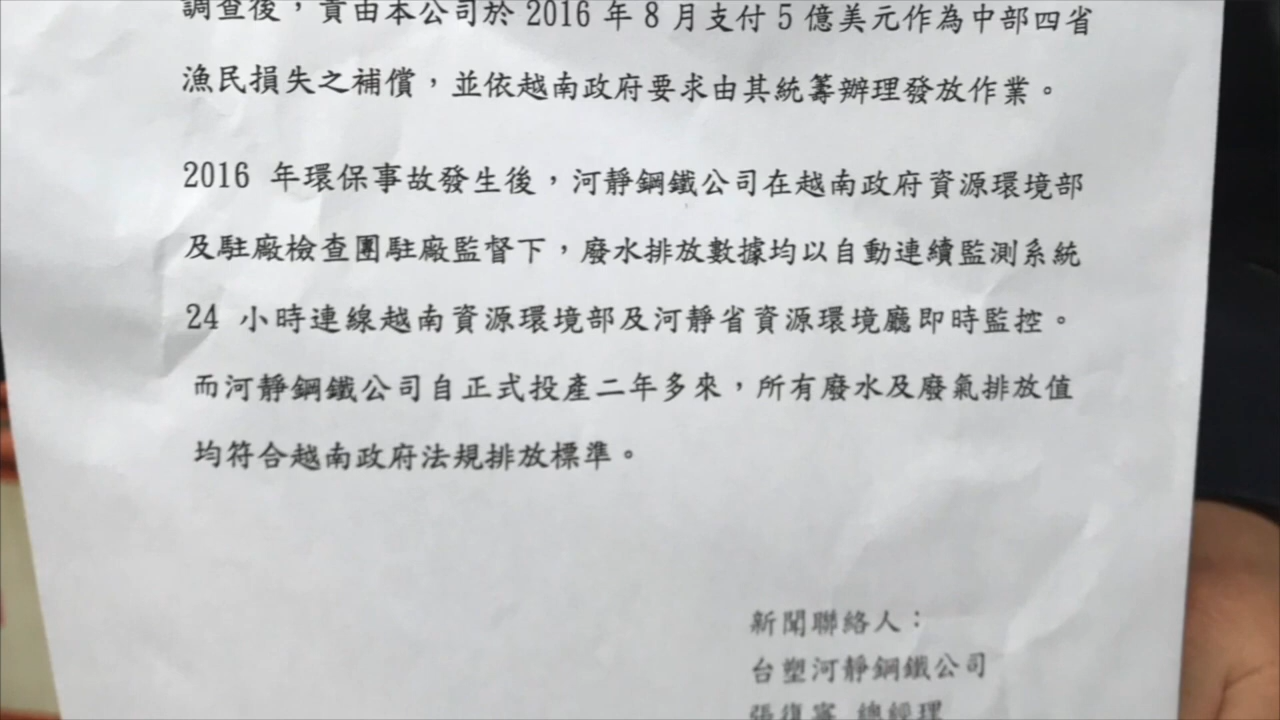 調查後，責由本公司於 2016 年 8 月支付 5 億美元作為中部四省
漁民損失之補償，並依越南政府要求由其統籌辦理發放作業。
2016 年環保事故發生後，河靜鋼鐵公司在越南政府資源環境部
及駐廠檢查團駐廠監督下，廢水排放數據均以自動連續監測系統
24 小時連線越南資源環境部及河靜省資源環境廳即時監控。
而河靜鋼鐵公司自正式投產二年多來，所有廢水及廢氣排放值
均符合越南政府法規排放標準。
新聞聯絡人：
台塑河靜鋼鐵公司
張復寧 總經理